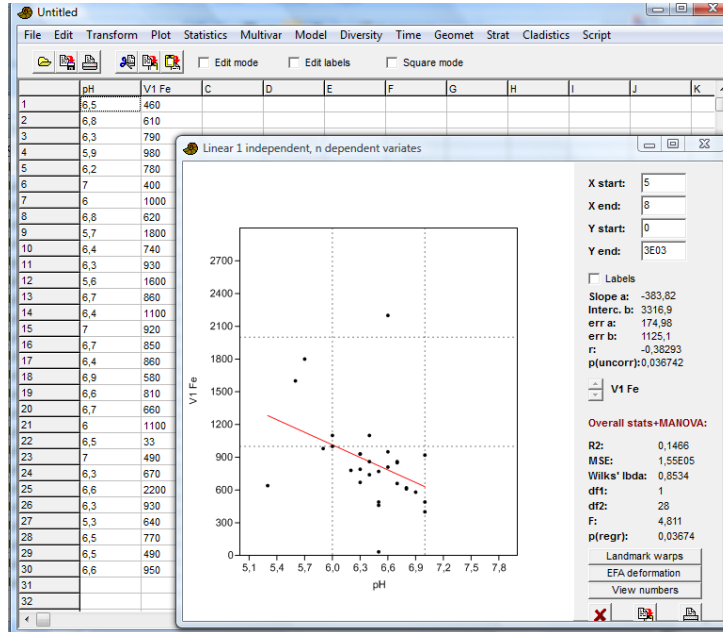 Untitled
File Edit Transform Plot Statistics Multivar Model Diversity Time Geomet Strat Cladistics Script
Edit mode Edit labels Square mode
pH V1 Fe C D E F G H I J K
1 6,5 460
2 6,8 610
3 6,3 790
4 5,9 980
5 6,2 780
6 7 400
7 6 1000
8 6,8 620
9 5,7 1800
10 6,4 740
11 6,3 930
12 5,6 1600
13 6,7 860
14 6,4 1100
15 7 920
16 6,7 850
17 6,4 860
18 6,9 580
19 6,6 810
20 6,7 660
21 6 1100
22 6,5 33
23 7 490
24 6,3 670
25 6,6 2200
26 6,3 930
27 5,3 640
28 6,5 770
29 6,5 490
30 6,6 950
31
32
Linear 1 independent, n dependent variates
2700
2400
2100
1800
1500
1200
900
600
300
0
V1 Fe
5,1 5,4 5,7 6,0 6,3 6,6 6,9 7,2 7,5 7,8
pH
X start: 5
X end: 8
Y start: 0
Y end: 3E03
Labels
Slope a: -383,82
Interc. b: 3316,9
err a: 174,98
err b: 1125,1
r: -0,38293
p(uncorr): 0,036742
V1 Fe
Overall stats+MANOVA:
R2: 0,1466
MSE: 1,55E05
Wilks' lbda: 0,8534
df1: 1
df2: 28
F: 4,811
p(regr): 0,03674
Landmark warps
EFA deformation
View numbers